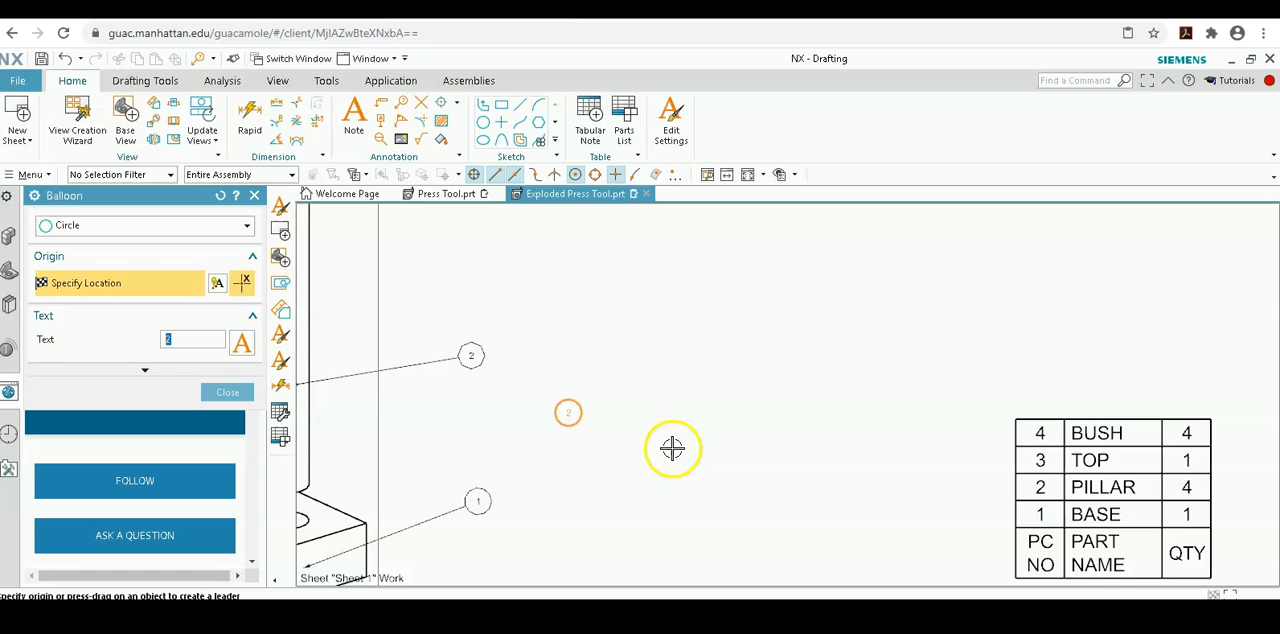 guac.manhattan.edu/guacamole/#/client/MjIAZwBteXNxbA==
NX
Switch Window
Window
NX - Drafting
SIEMENS
File
Home
Drafting Tools
Analysis
View
Tools
Application
Assemblies
Find a Command
Tutorials
New
Sheet
View Creation
Wizard
Base
View
Update
Views
View
Rapid
Dimension
Note
Annotation
Sketch
Tabular
Note
Parts
List
Table
Edit
Settings
Menu
No Selection Filter
Entire Assembly
Balloon
Welcome Page
Press Tool.prt
Exploded Press Tool.prt
Circle
Origin
Specify Location
Text
Text
2
Close
FOLLOW
ASK A QUESTION
2
2
1
4 BUSH 4
3 TOP 1
2 PILLAR 4
1 BASE 1
PC NO PART NAME QTY
Sheet "Sheet 1" Work
Specify origin or press-drag on an object to create a leader